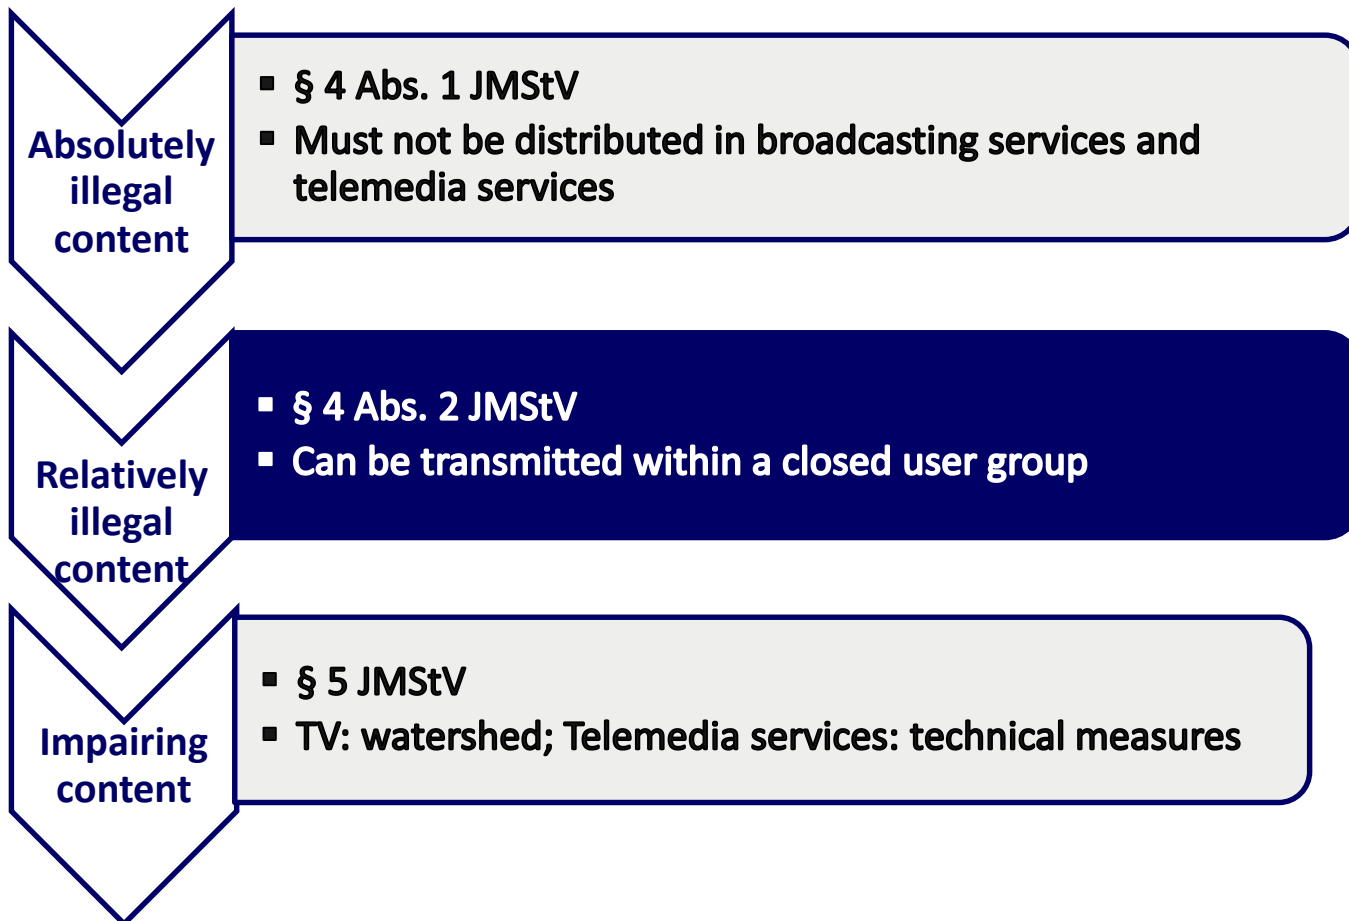 Absolutely
illegal
content
▪ § 4 Abs. 1 JMStV
▪ Must not be distributed in broadcasting services and
telemedia services
Relatively
illegal
content
▪ § 4 Abs. 2 JMStV
▪ Can be transmitted within a closed user group
Impairing
content
▪ § 5 JMStV
▪ TV: watershed; Telemedia services: technical measures